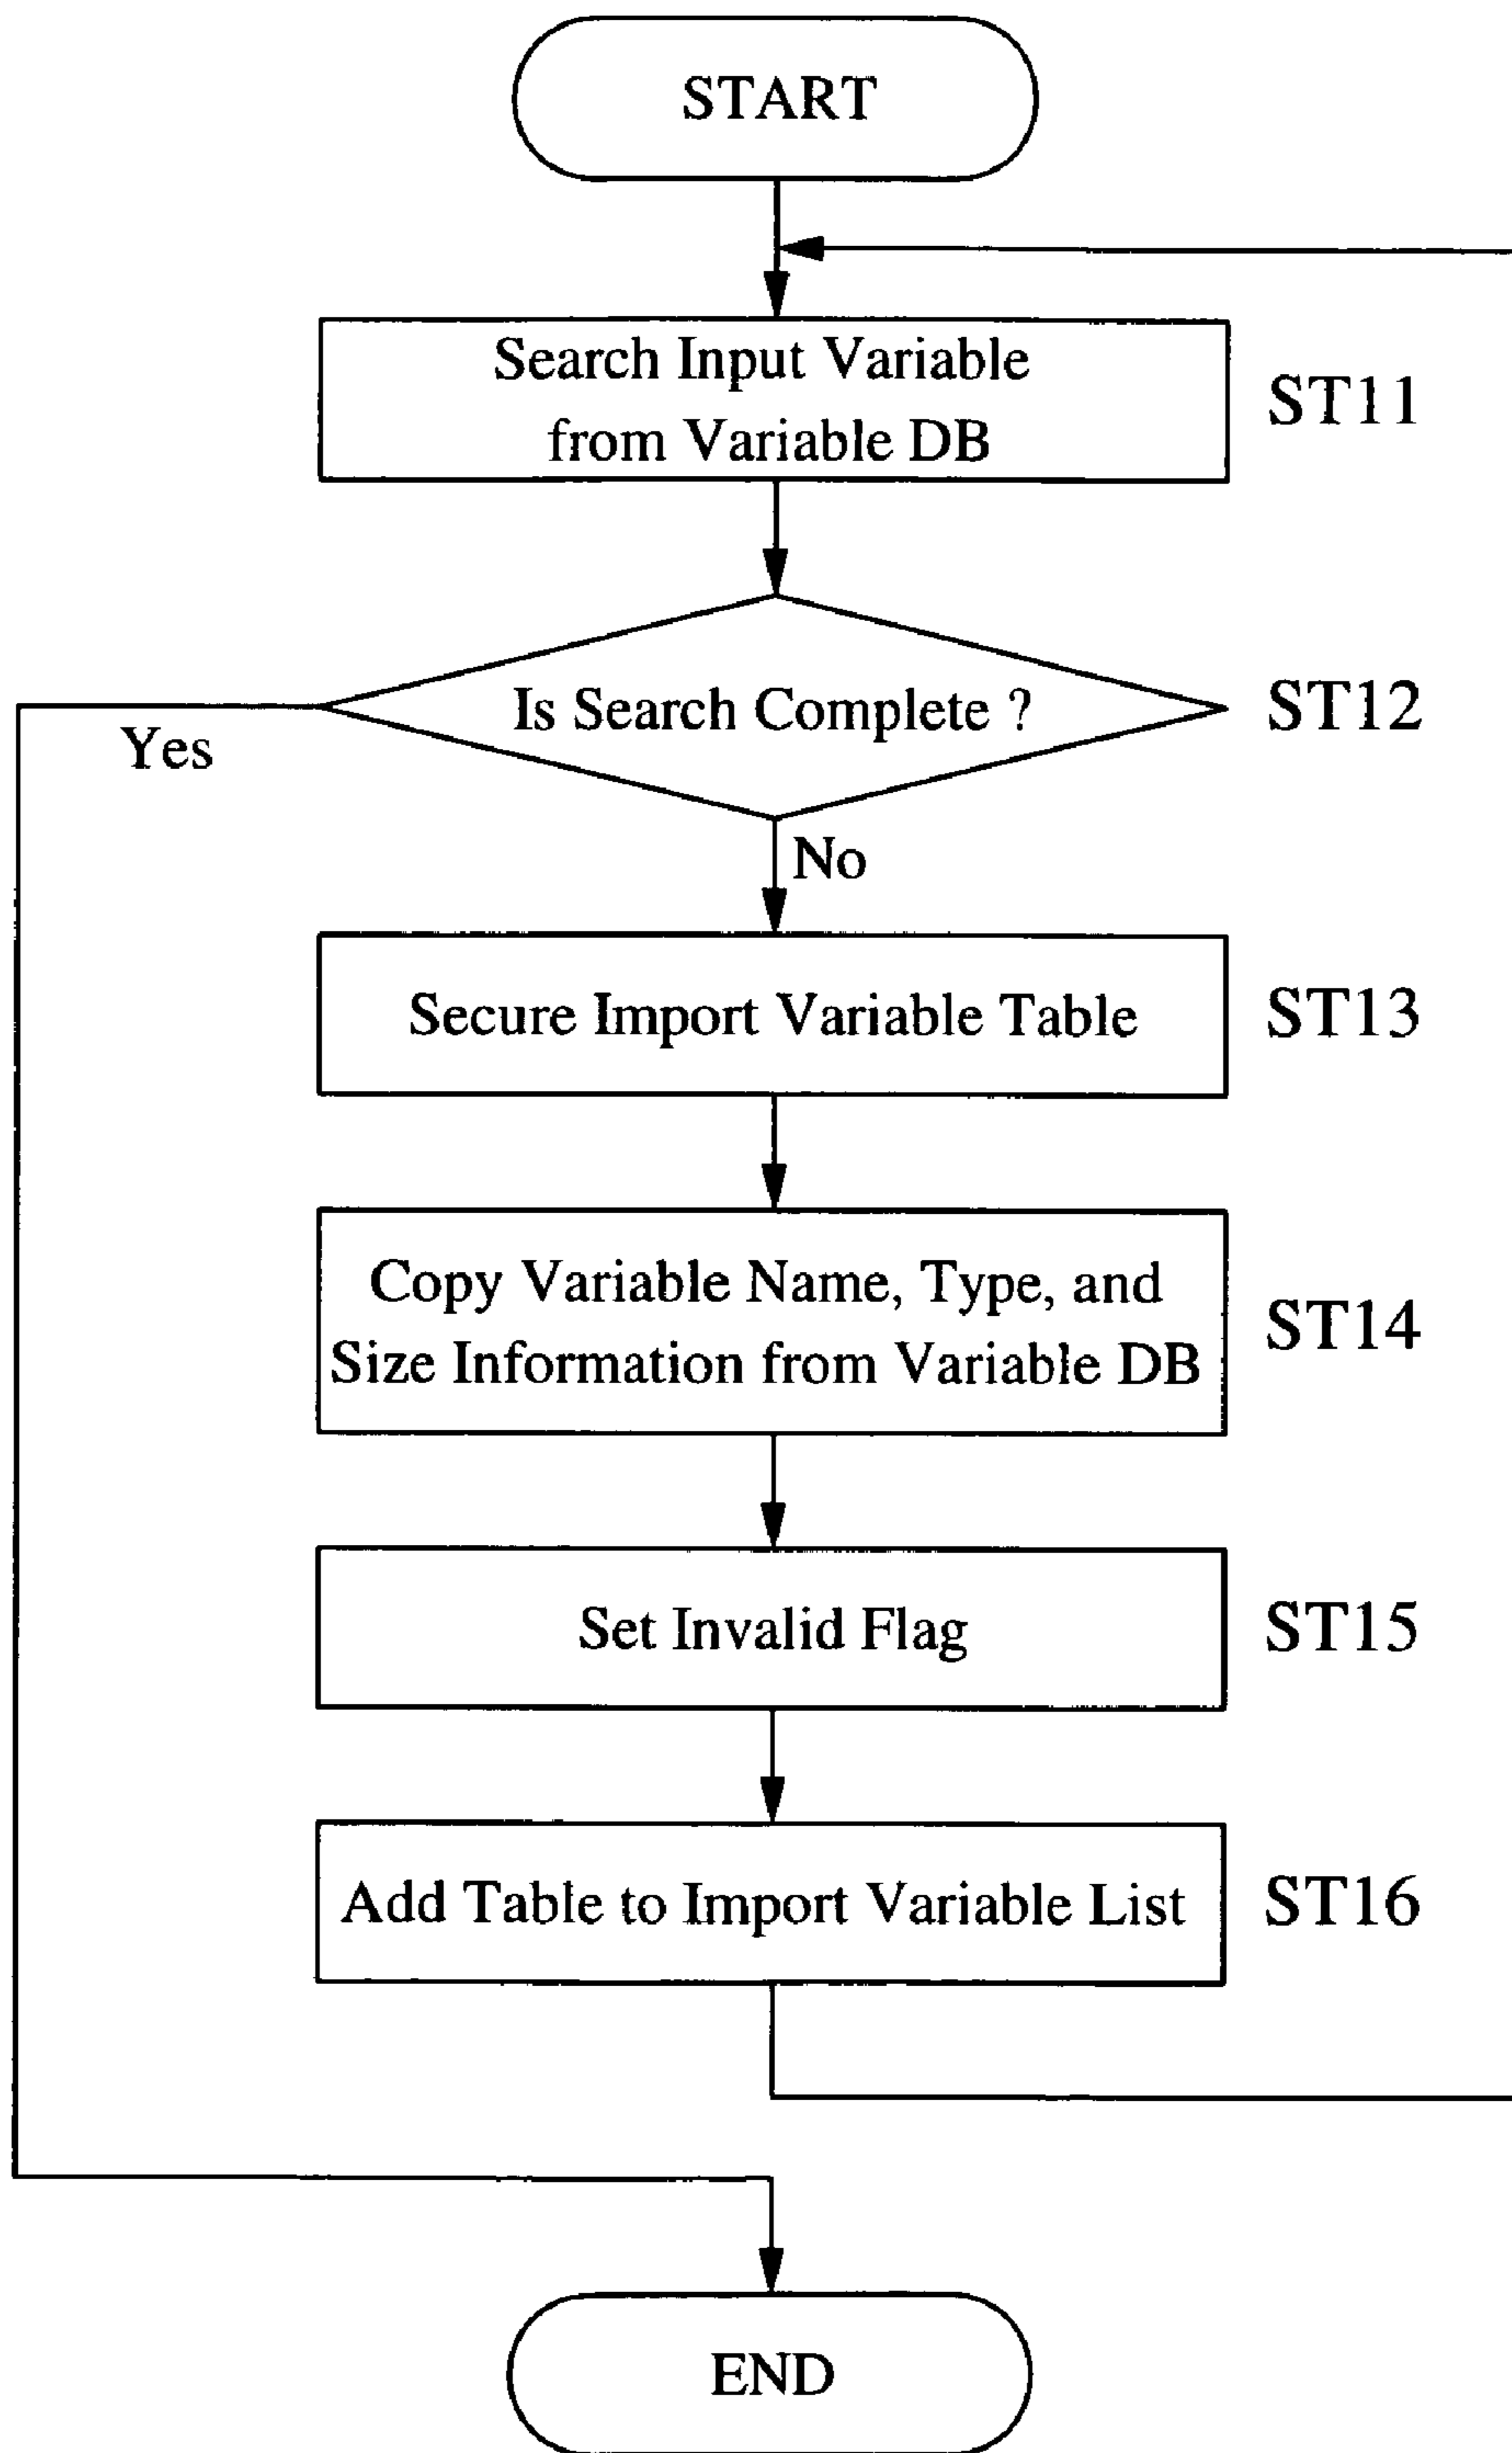 START
Search Input Variable
from Variable DB
ST11
Is Search Complete ?
ST12
Yes
No
Secure Import Variable Table
ST13
Copy Variable Name, Type, and
Size Information from Variable DB
ST14
Set Invalid Flag
ST15
Add Table to Import Variable List
ST16
END